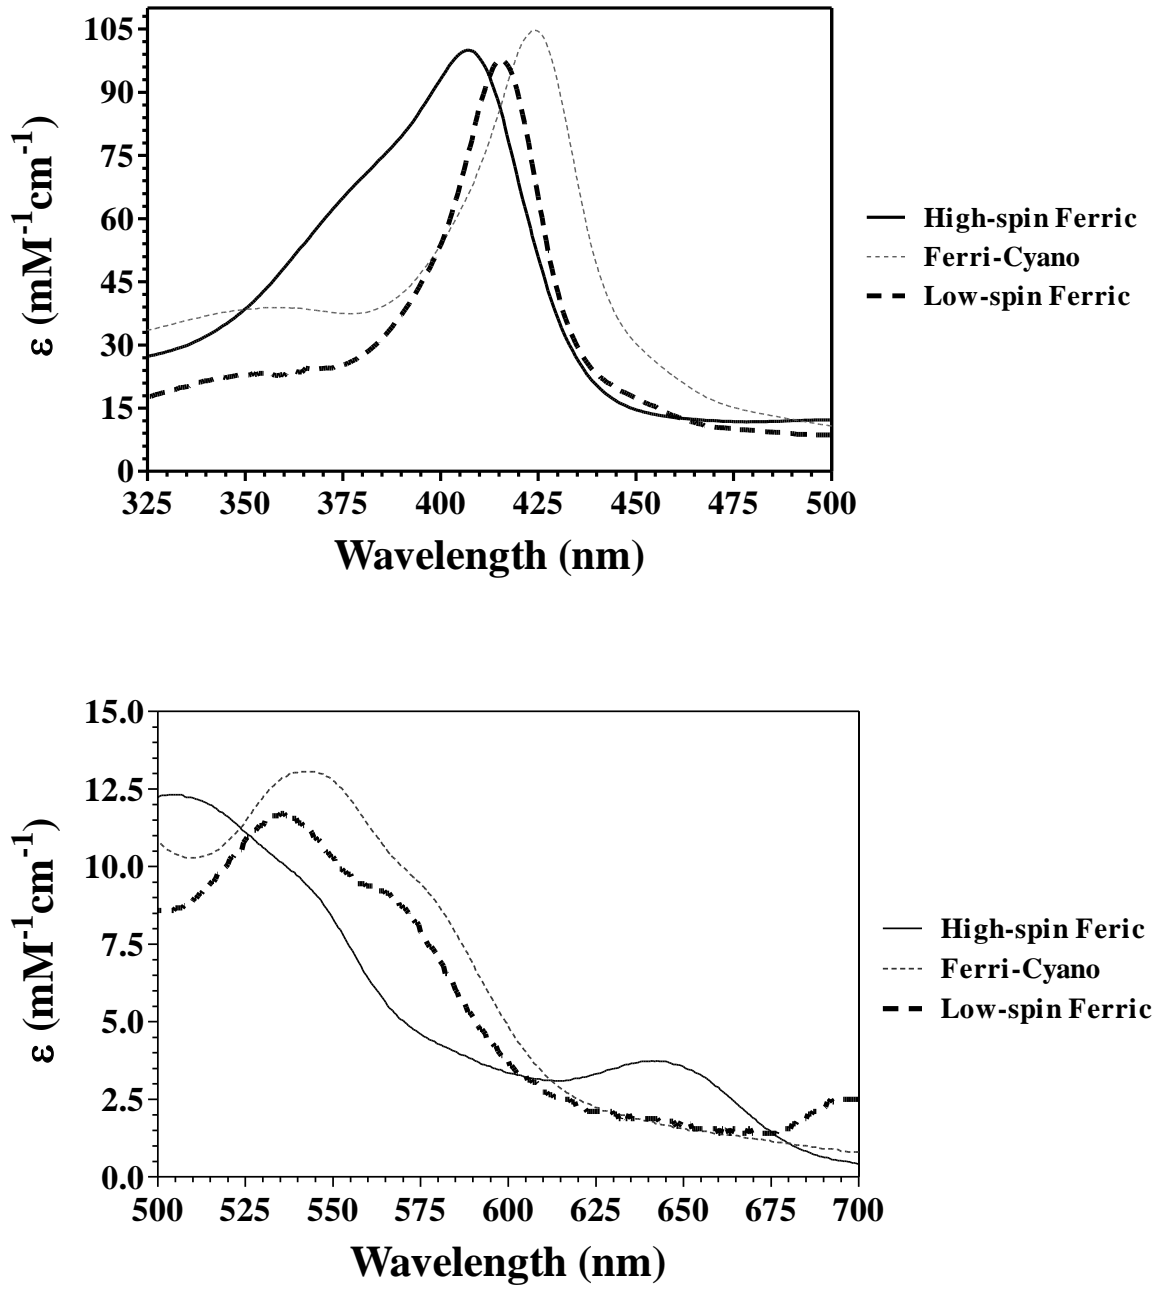 105
90
75
60
45
30
15
0
ε (mM-1cm-1)
325 350 375 400 425 450 475 500
Wavelength (nm)
High-spin Ferric
Ferri-Cyano
Low-spin Ferric
15.0
12.5
10.0
7.5
5.0
2.5
0.0
ε (mM-1cm-1)
500 525 550 575 600 625 650 675 700
Wavelength (nm)
High-spin Feric
Ferri-Cyano
Low-spin Ferric